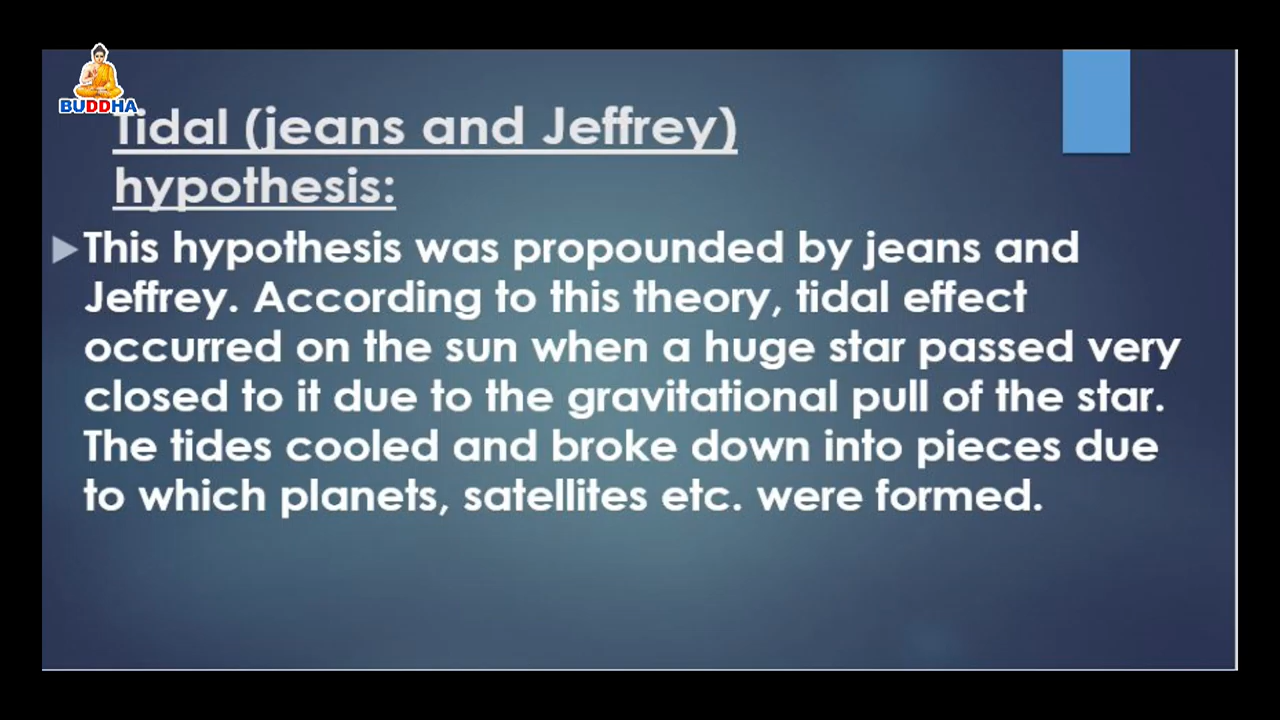 BUDDHA
Tidal (jeans and Jeffrey)
hypothesis:
This hypothesis was propounded by jeans and
Jeffrey. According to this theory, tidal effect
occurred on the sun when a huge star passed very
closed to it due to the gravitational pull of the star.
The tides cooled and broke down into pieces due
to which planets, satellites etc. were formed.